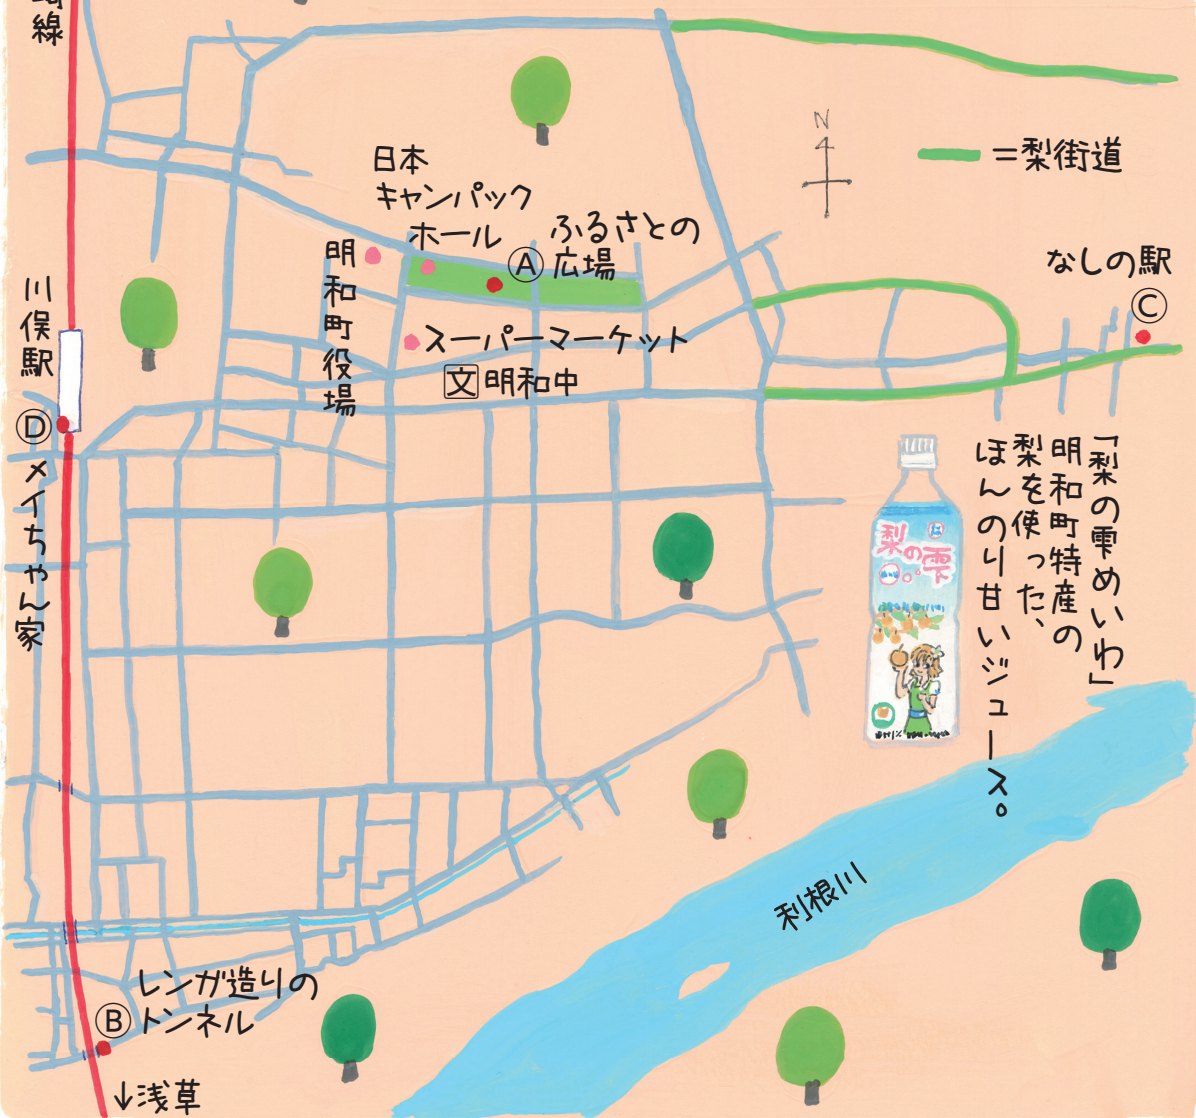 線
日本
キャンパック
ホール
Ⓐ ふるさとの
広場
明和町役場
スーパーマーケット
文 明和中
川俣駅
Ⓓ メイちゃん家
N
=梨街道
なしの駅
Ⓒ
「梨の雫めいわ」
明和町特産の
梨を使った、
ほんのり甘いジュース。
梨の雫
利根川
Ⓑ レンガ造りの
トンネル
↓浅草